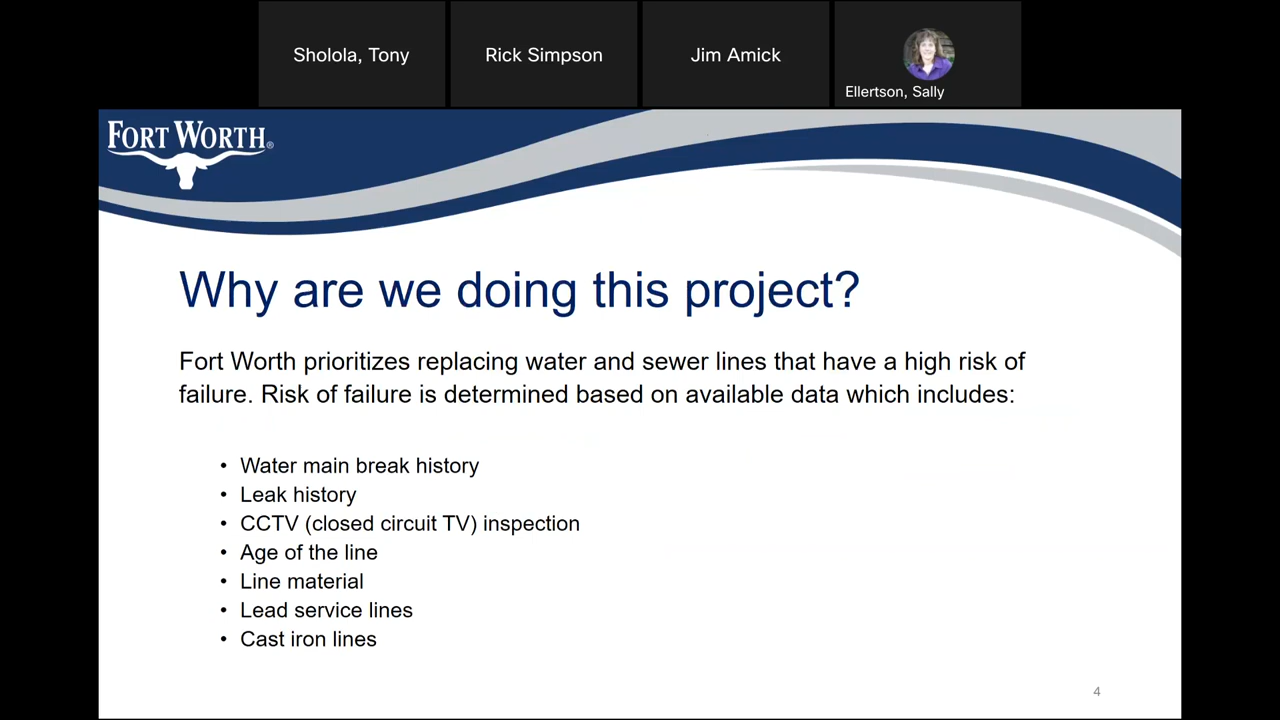 Sholola, Tony
Rick Simpson
Jim Amick
Ellertson, Sally
FORT WORTH®
Why are we doing this project?
Fort Worth prioritizes replacing water and sewer lines that have a high risk of
failure. Risk of failure is determined based on available data which includes:
• Water main break history
• Leak history
• CCTV (closed circuit TV) inspection
• Age of the line
• Line material
• Lead service lines
• Cast iron lines
4